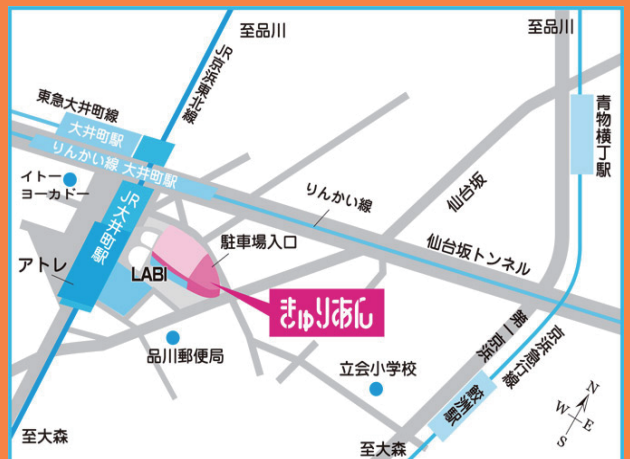 至品川
至品川
JR京浜東北線
東急大井町線
大井町駅
りんかい線 大井町駅
青物横丁駅
イトー
ヨーカドー
JR大井町駅
りんかい線
仙台坂
駐車場入口
仙台坂トンネル
アトレ
LABI
きゅりあん
第一京浜
京浜急行線
品川郵便局
立会小学校
鮫洲駅
N
W
E
S
至大森
至大森